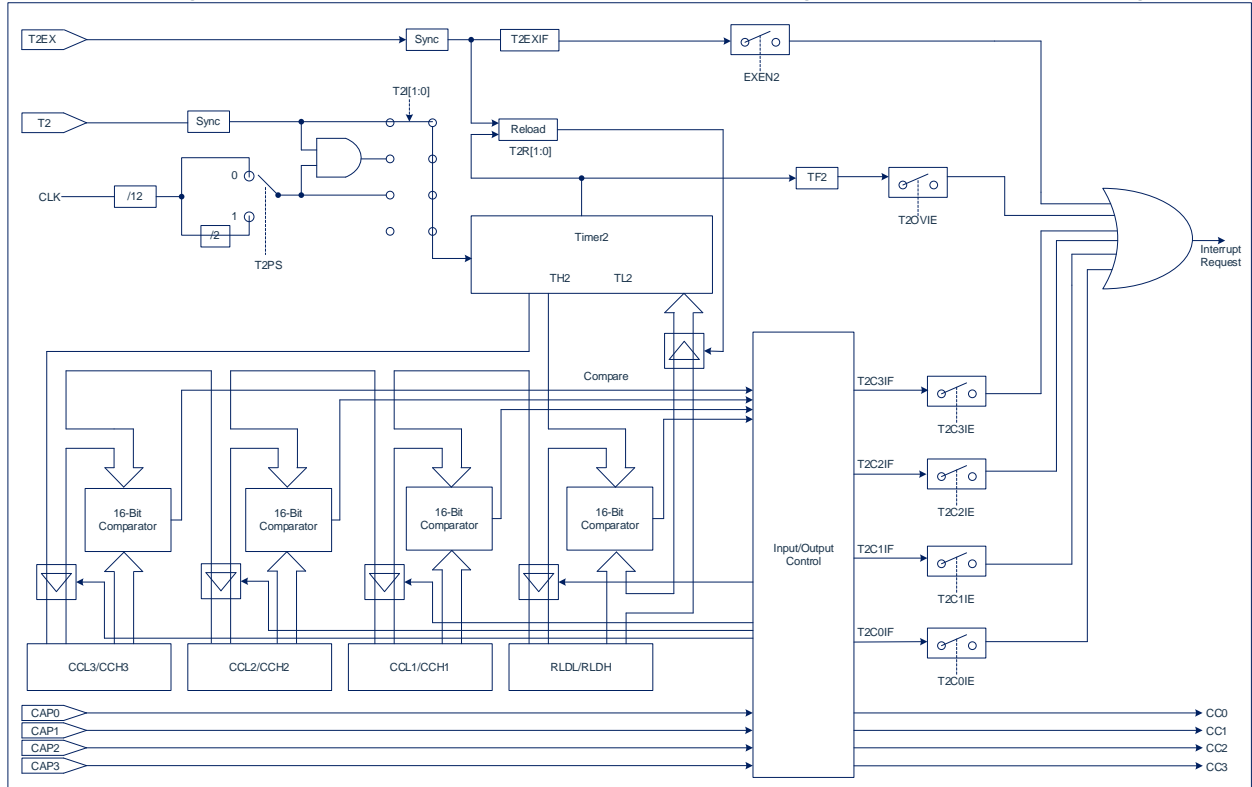 T2EX
Sync
T2EXIF
EXEN2
T2I[1:0]
T2
Sync
Reload
T2R[1:0]
0
CLK
/12
1
/2
T2PS
TF2
T2OVIE
Timer2
TH2 TL2
Interrupt
Request
Compare
T2C3IF
T2C3IE
T2C2IF
T2C2IE
16-Bit
Comparator
16-Bit
Comparator
16-Bit
Comparator
16-Bit
Comparator
Input/Output
Control
T2C1IF
T2C1IE
T2C0IF
T2C0IE
CCL3/CCH3
CCL2/CCH2
CCL1/CCH1
RLDL/RLDH
CAP0
CAP1
CAP2
CAP3
CC0
CC1
CC2
CC3